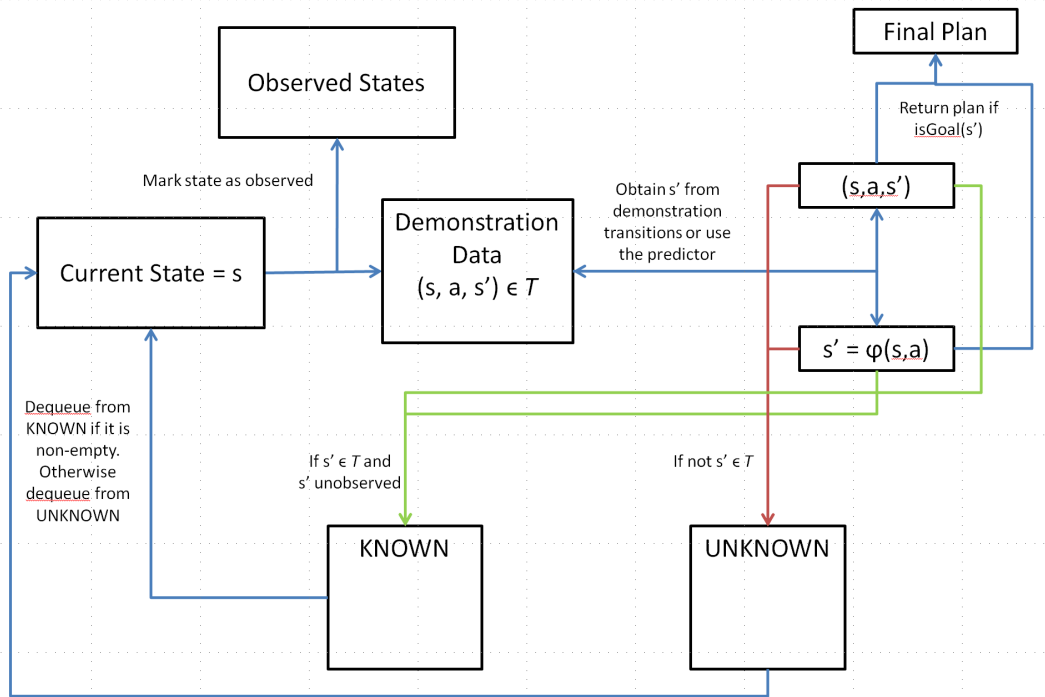 Final Plan
Observed States
Return plan if
isGoal(s’)
Mark state as observed
(s,a,s’)
Obtain s’ from
demonstration
transitions or use
the predictor
Demonstration
Data
(s, a, s’) ϵ T
Current State = s
s’ = φ(s,a)
Dequeue from
KNOWN if it is
non-empty.
Otherwise
dequeue from
UNKNOWN
If s’ ϵ T and
s’ unobserved
If not s’ ϵ T
KNOWN
UNKNOWN